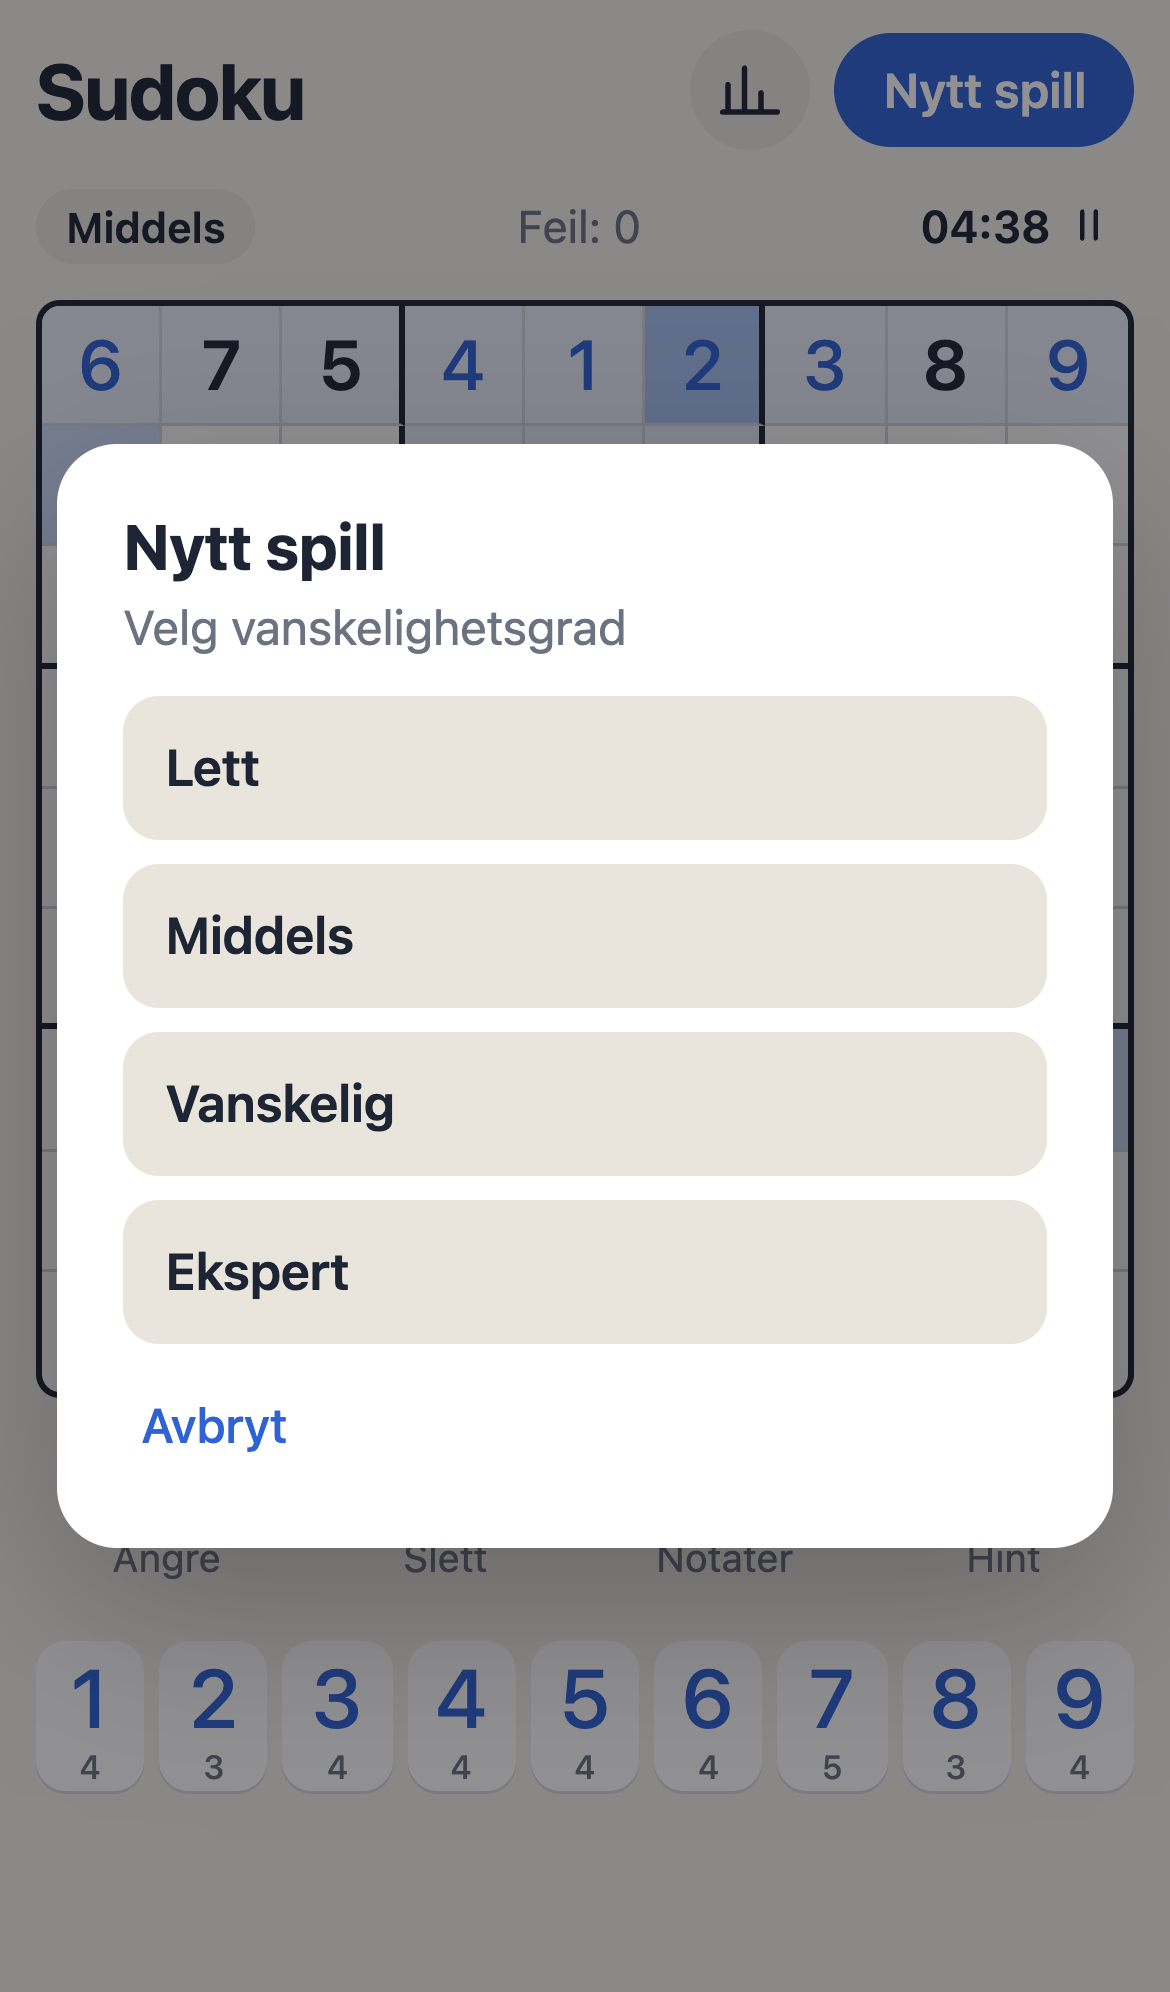 Sudoku
Nytt spill
Middels
Feil: 0
04:38
6 7 5 4 1 2 3 8 9
Nytt spill
Velg vanskelighetsgrad
Lett
Middels
Vanskelig
Ekspert
Avbryt
Angre Slett Notater Hint
1 2 3 4 5 6 7 8 9
4 3 4 4 4 4 5 3 4